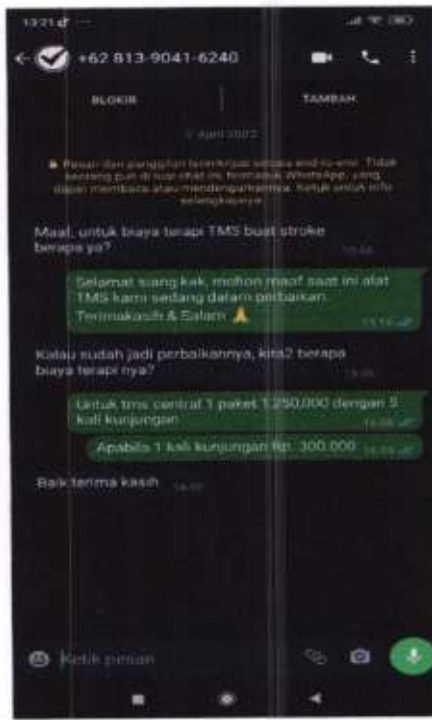 13.21
+62 813-9041-6240
BLOKIR
TAMBAH
April
Pesan dan panggilan terenkripsi secara end-to-end. Tidak
seorang pun di luar chat ini, termasuk WhatsApp, yang
dapat membaca atau mendengarkannya. Ketuk untuk info
selengkapnya.
Maaf, untuk biaya terapi TMS buat stroke
berapa ya?
Selamat siang kak, mohon maaf saat ini alat
TMS kami sedang dalam perbaikan.
Terimakasih & Salam 🙏
Kalau sudah jadi perbaikannya, kira2 berapa
biaya terapi nya?
Untuk tms central 1 paket 1.250.000 dengan 5
kali kunjungan
Apabila 1 kali kunjungan Rp. 300.000
Baik terima kasih
Ketik pesan